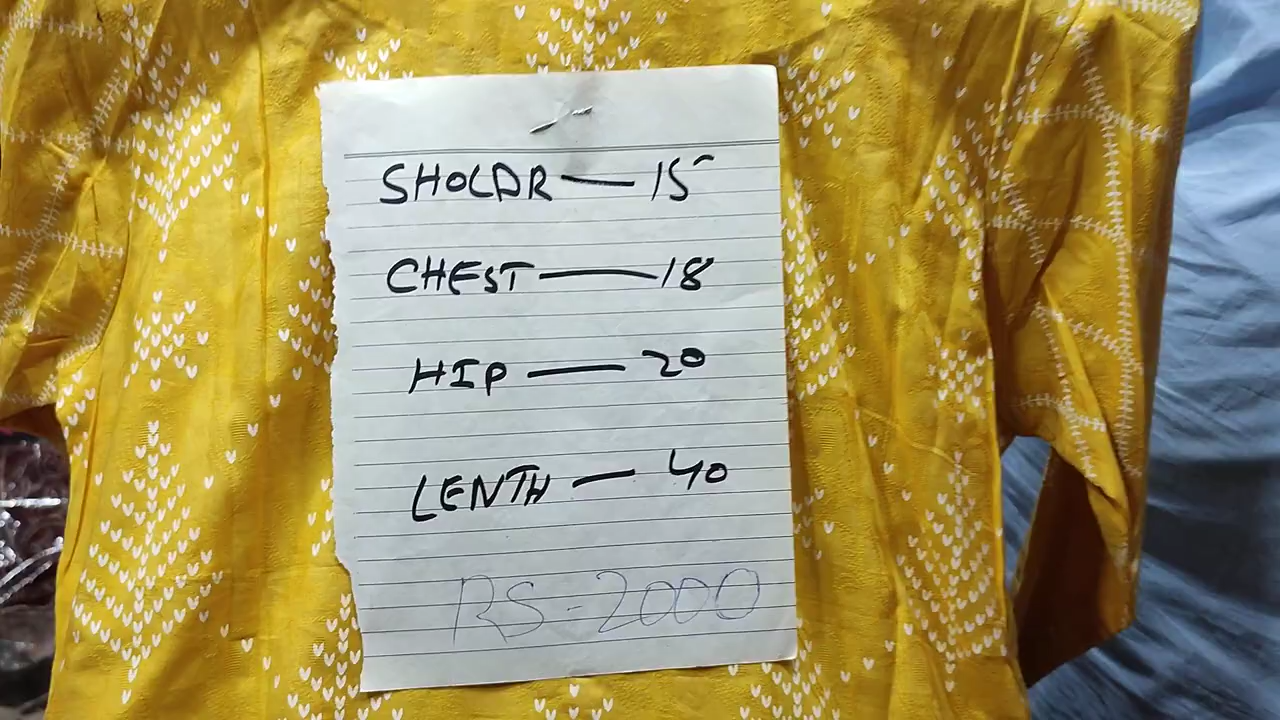 SHOLDR — 15
CHEST — 18
HIP — 20
LENTH — 40
RS-2000